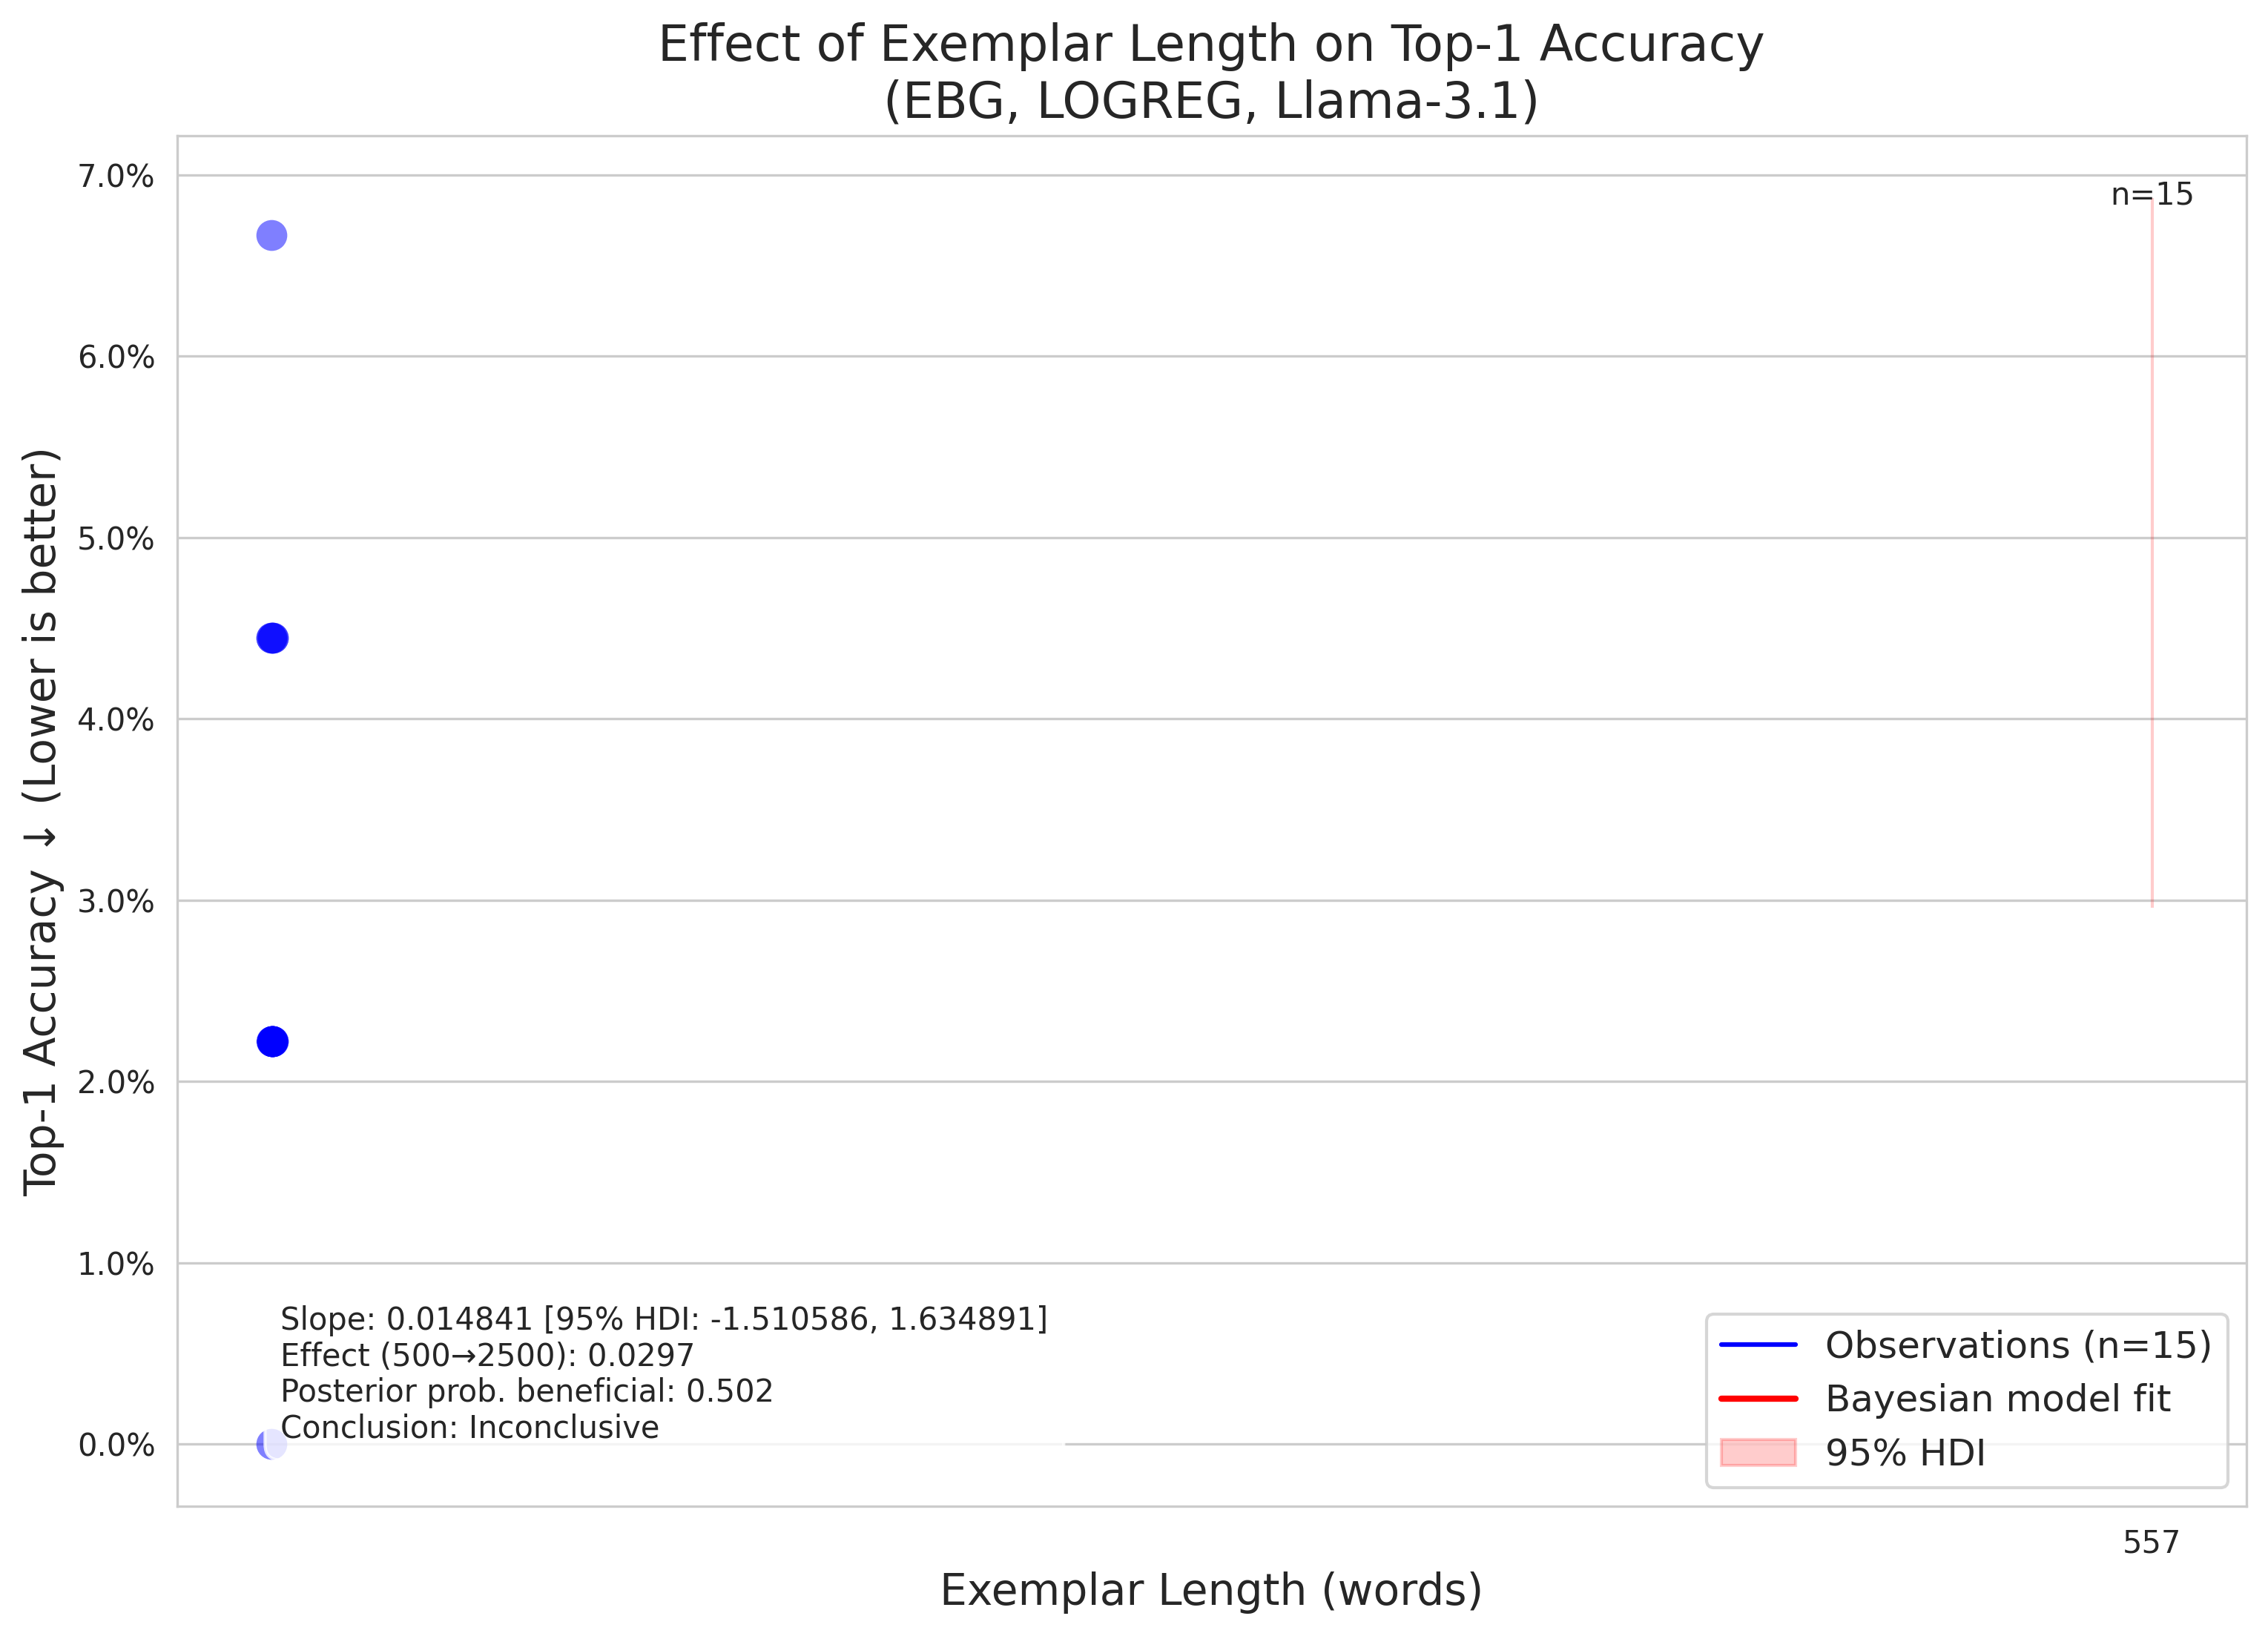 Effect of Exemplar Length on Top-1 Accuracy
(EBG, LOGREG, Llama-3.1)
Top-1 Accuracy ↓ (Lower is better)
7.0%
6.0%
5.0%
4.0%
3.0%
2.0%
1.0%
0.0%
n=15
Slope: 0.014841 [95% HDI: -1.510586, 1.634891]
Effect (500→2500): 0.0297
Posterior prob. beneficial: 0.502
Conclusion: Inconclusive
Observations (n=15)
Bayesian model fit
95% HDI
557
Exemplar Length (words)